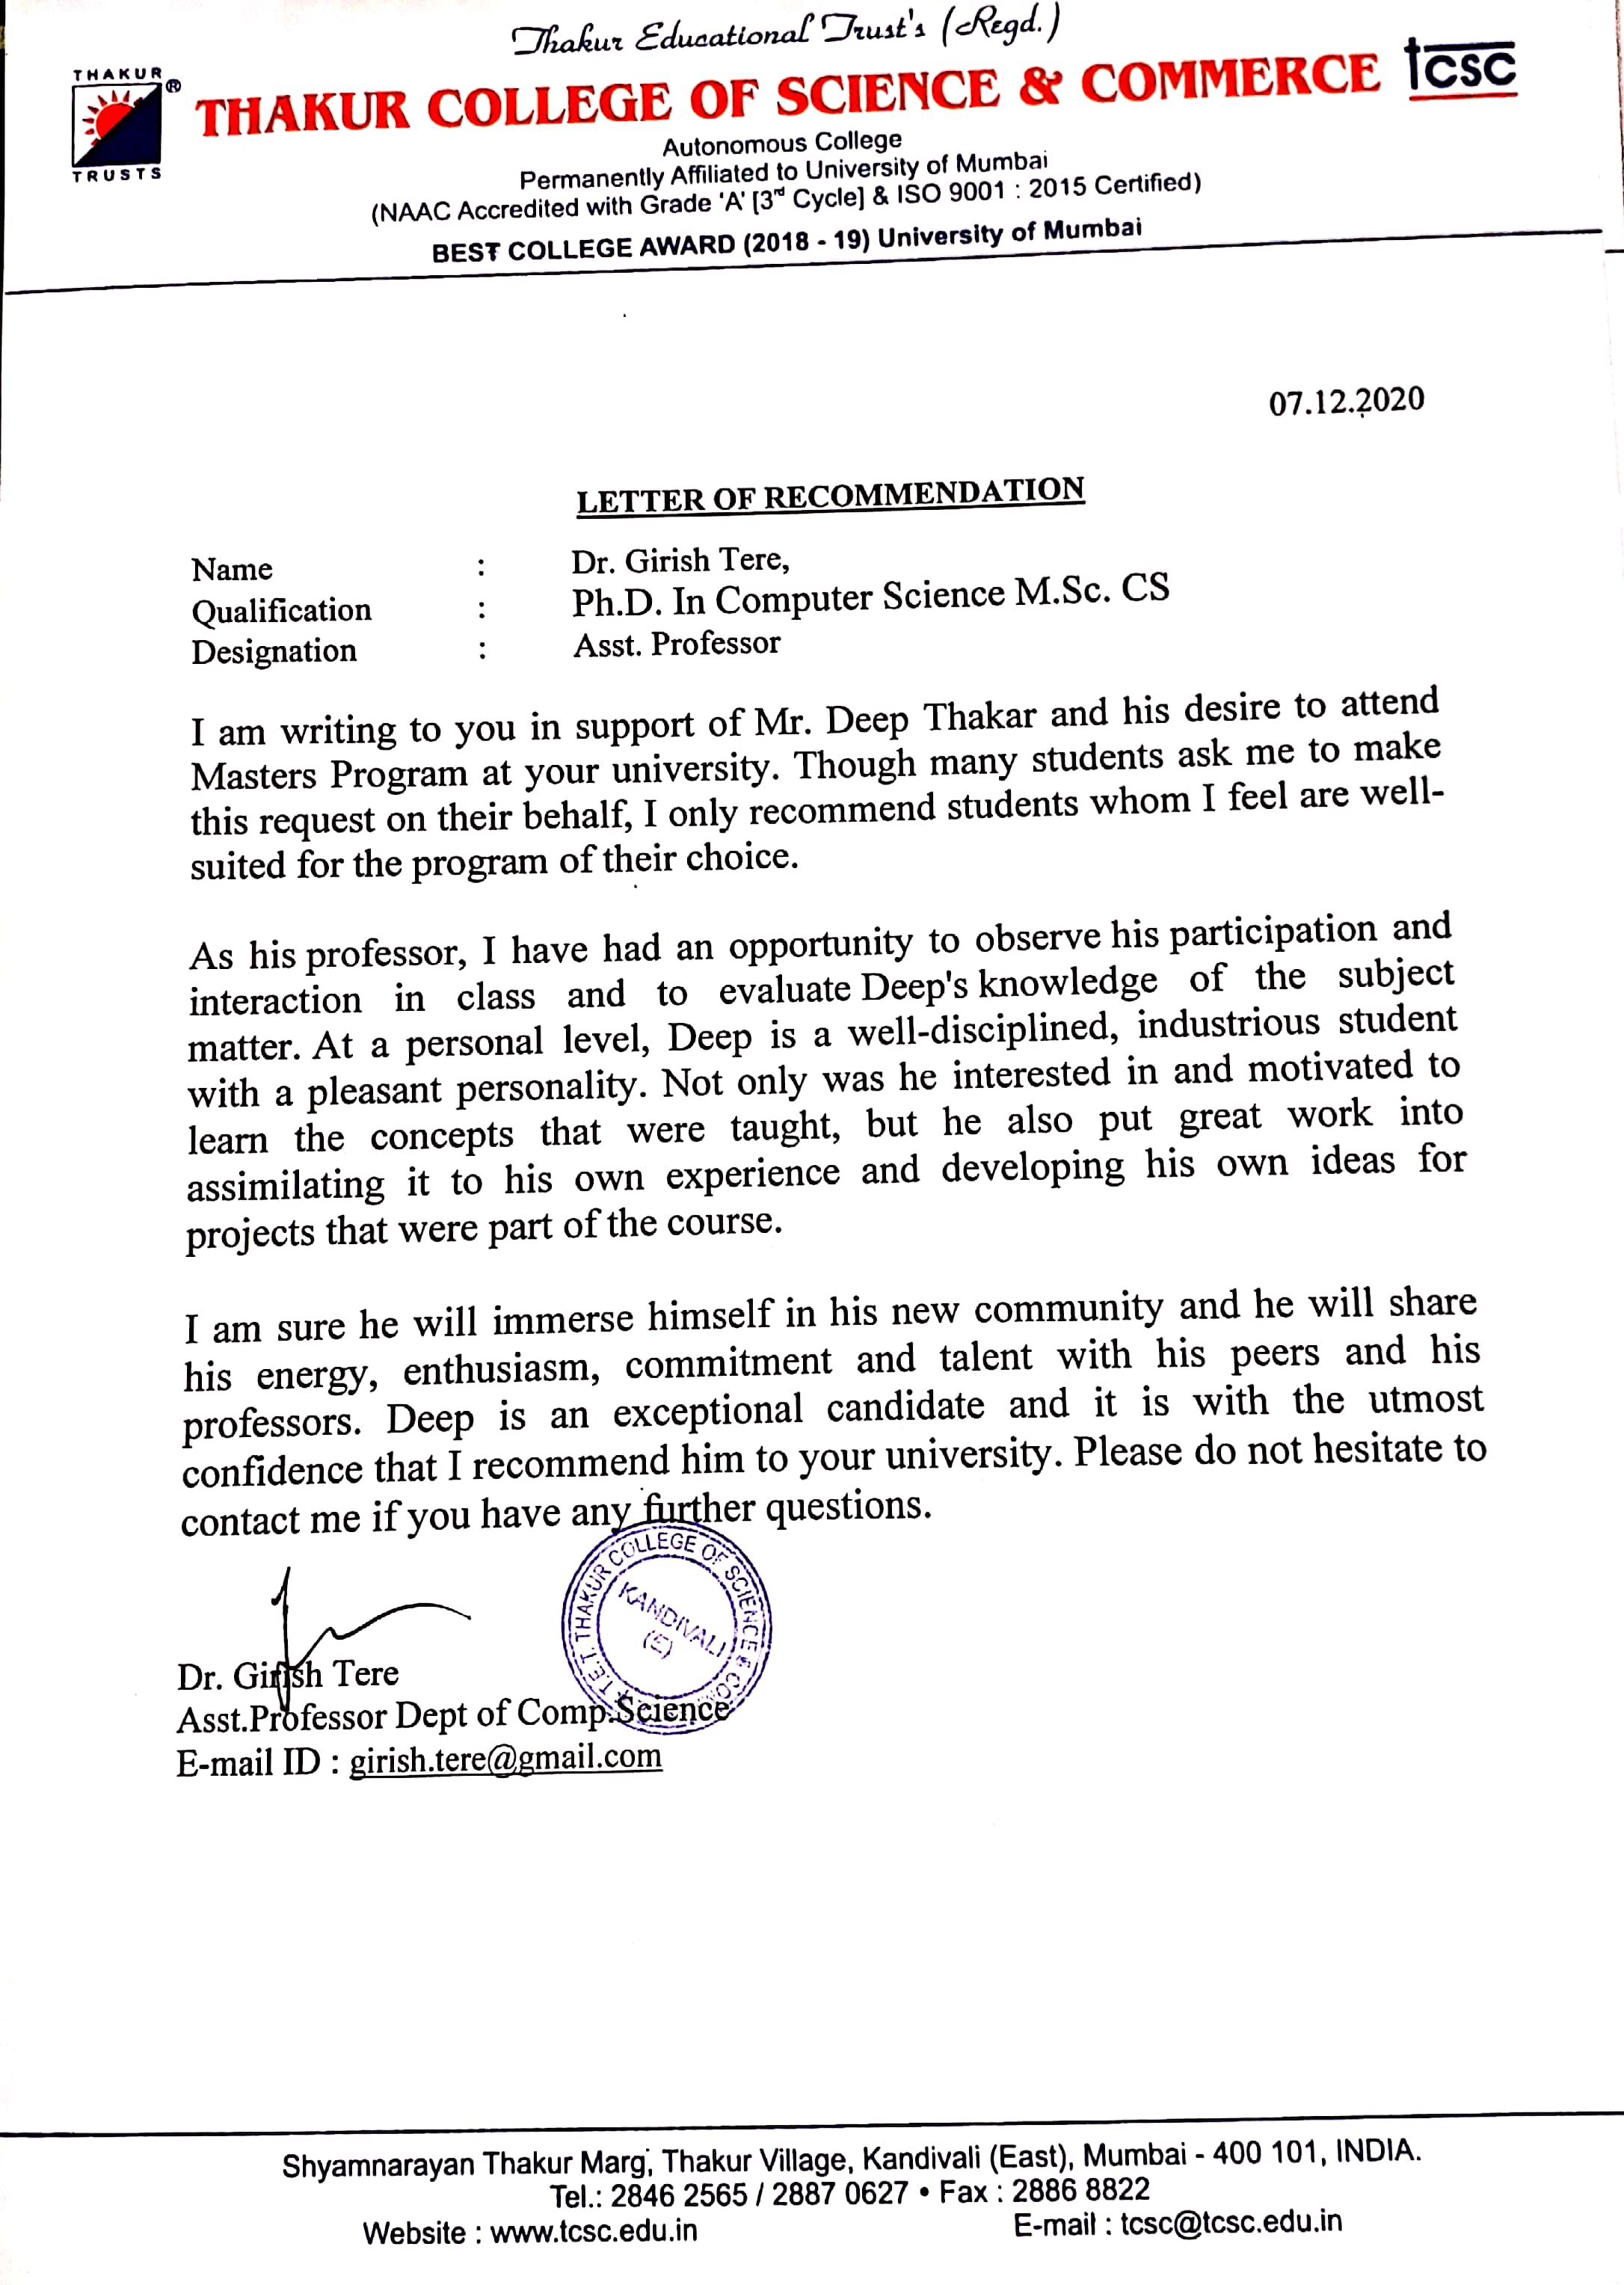 Thakur Educational Trust's (Regd.)
THAKUR ® TRUSTS
THAKUR COLLEGE OF SCIENCE & COMMERCE
tcsc
Autonomous College
Permanently Affiliated to University of Mumbai
(NAAC Accredited with Grade 'A' [3rd Cycle] & ISO 9001 : 2015 Certified)
BEST COLLEGE AWARD (2018 - 19) University of Mumbai
07.12.2020
LETTER OF RECOMMENDATION
Name : Dr. Girish Tere,
Qualification : Ph.D. In Computer Science M.Sc. CS
Designation : Asst. Professor
I am writing to you in support of Mr. Deep Thakar and his desire to attend
Masters Program at your university. Though many students ask me to make
this request on their behalf, I only recommend students whom I feel are well-
suited for the program of their choice.
As his professor, I have had an opportunity to observe his participation and
interaction in class and to evaluate Deep's knowledge of the subject
matter. At a personal level, Deep is a well-disciplined, industrious student
with a pleasant personality. Not only was he interested in and motivated to
learn the concepts that were taught, but he also put great work into
assimilating it to his own experience and developing his own ideas for
projects that were part of the course.
I am sure he will immerse himself in his new community and he will share
his energy, enthusiasm, commitment and talent with his peers and his
professors. Deep is an exceptional candidate and it is with the utmost
confidence that I recommend him to your university. Please do not hesitate to
contact me if you have any further questions.
T.E.T. THAKUR COLLEGE OF SCIENCE &
KANDIVALI
(E)
Dr. Girish Tere
Asst.Professor Dept of Comp.Science
E-mail ID : girish.tere@gmail.com
Shyamnarayan Thakur Marg, Thakur Village, Kandivali (East), Mumbai - 400 101, INDIA.
Tel.: 2846 2565 / 2887 0627 • Fax : 2886 8822
Website : www.tcsc.edu.in E-mail : tcsc@tcsc.edu.in